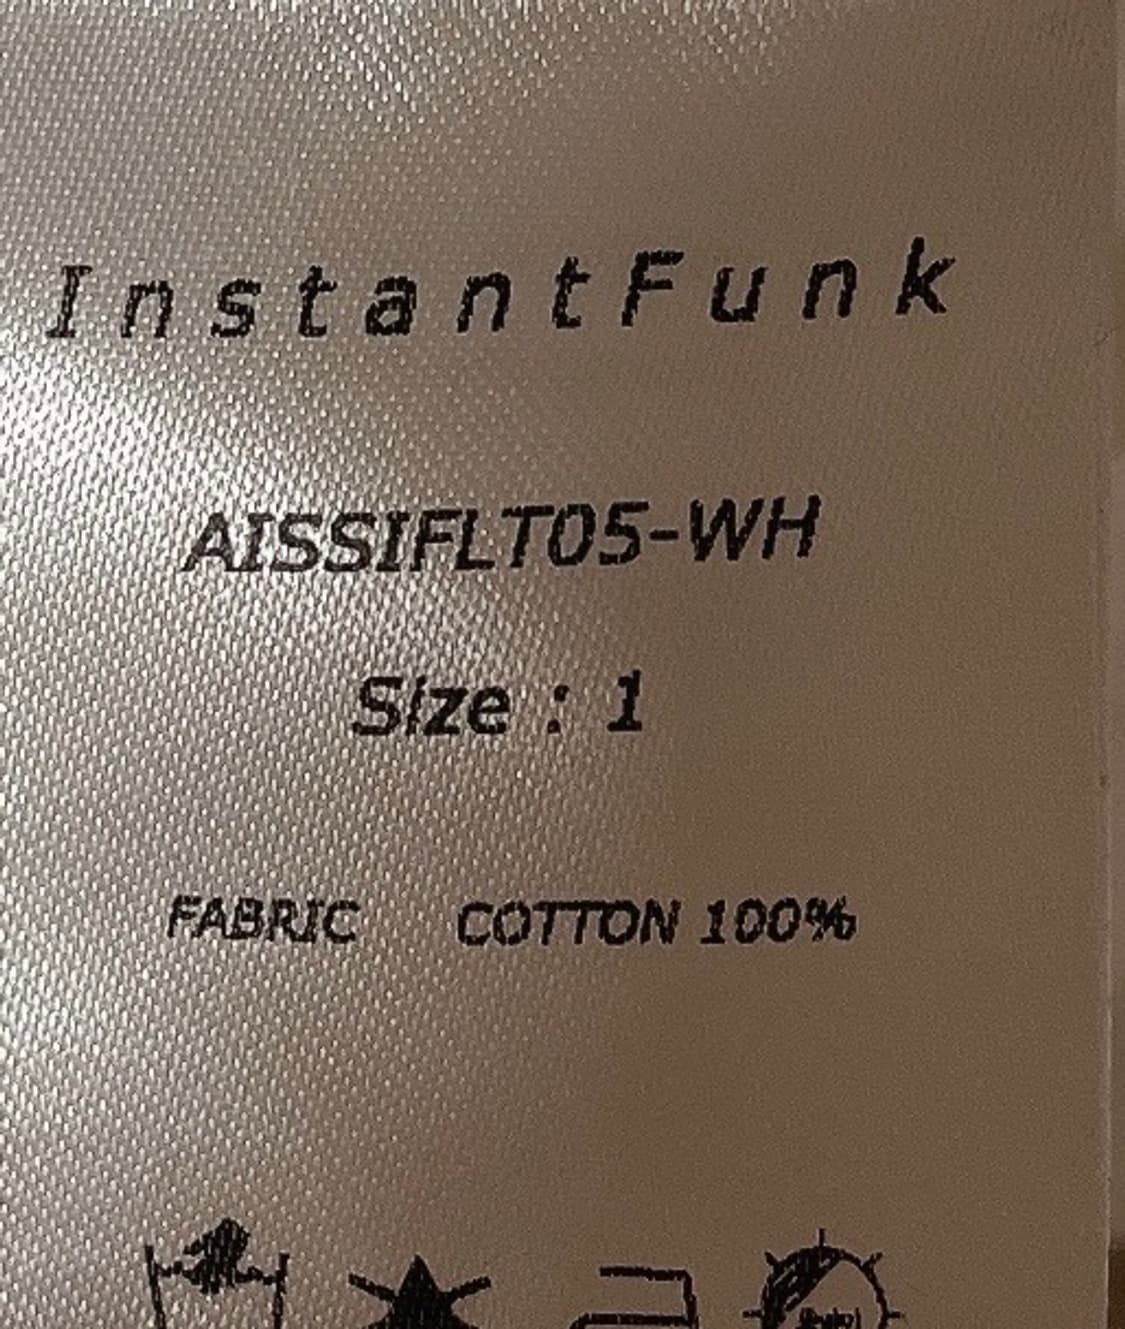 InstantFunk
AISSIFLT05-WH
Size : 1
FABRIC COTTON 100%